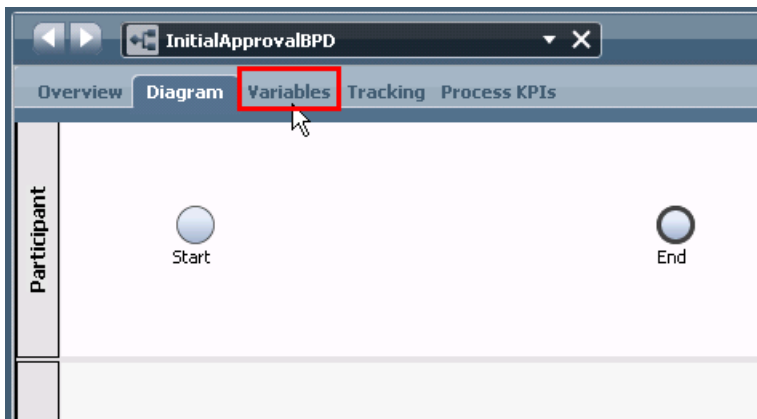 InitialApprovalBPD
Overview Diagram Variables Tracking Process KPIs
Participant
Start
End